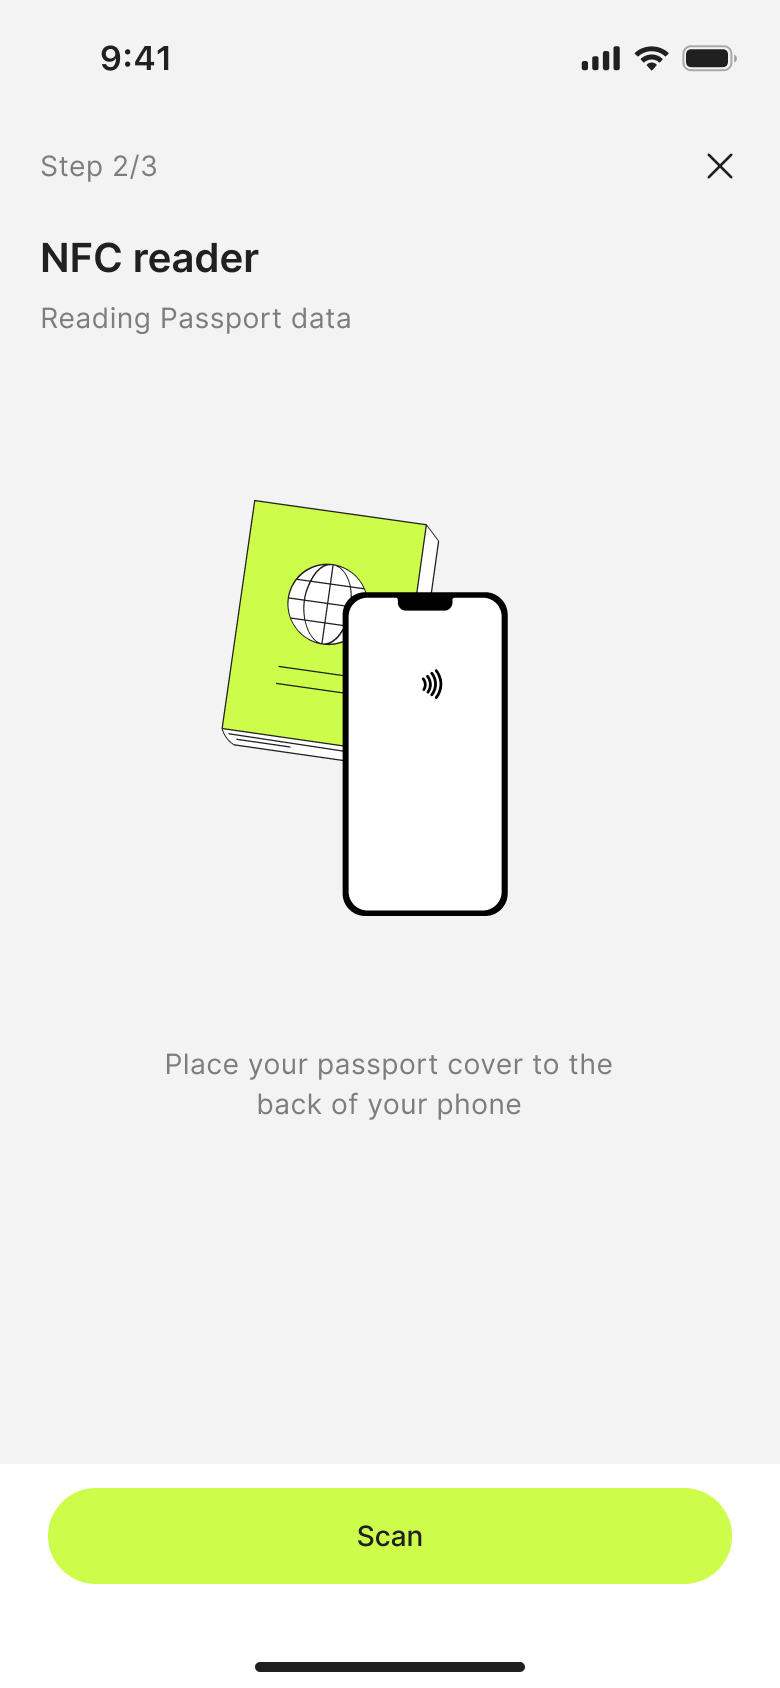 9:41
Step 2/3
NFC reader
Reading Passport data
Place your passport cover to the
back of your phone
Scan